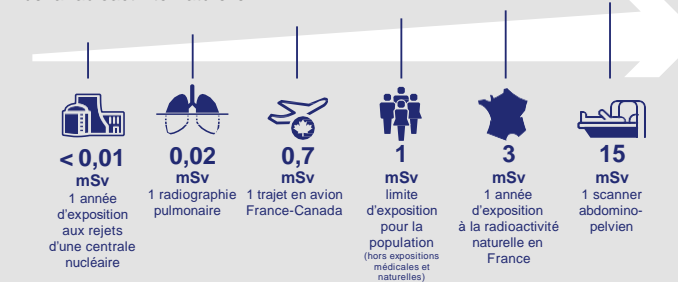 < 0,01
mSv
1 année
d'exposition
aux rejets
d'une centrale
nucléaire
0,02
mSv
1 radiographie
pulmonaire
0,7
mSv
1 trajet en avion
France-Canada
1
mSv
limite
d'exposition
pour la
population
(hors expositions
médicales et
naturelles)
3
mSv
1 année
d'exposition
à la radioactivité
naturelle en
France
15
mSv
1 scanner
abdomino-
pelvien